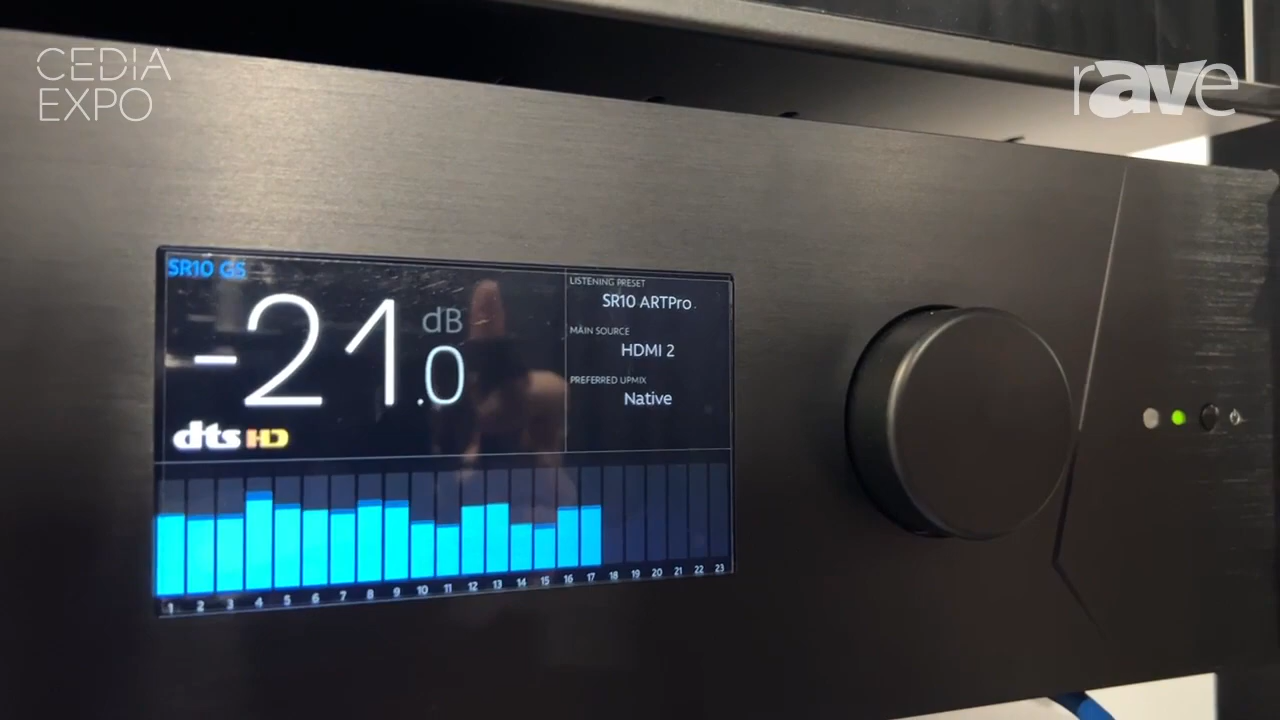 CEDIA
EXPO
rave
SR10 GS
-21.0 dB
dts HD
LISTENING PRESET
SR10 ARTPro
MAIN SOURCE
HDMI 2
PREFERRED UPMIX
Native
1 2 3 4 5 6 7 8 9 10 11 12 13 14 15 16 17 18 19 20 21 22 23